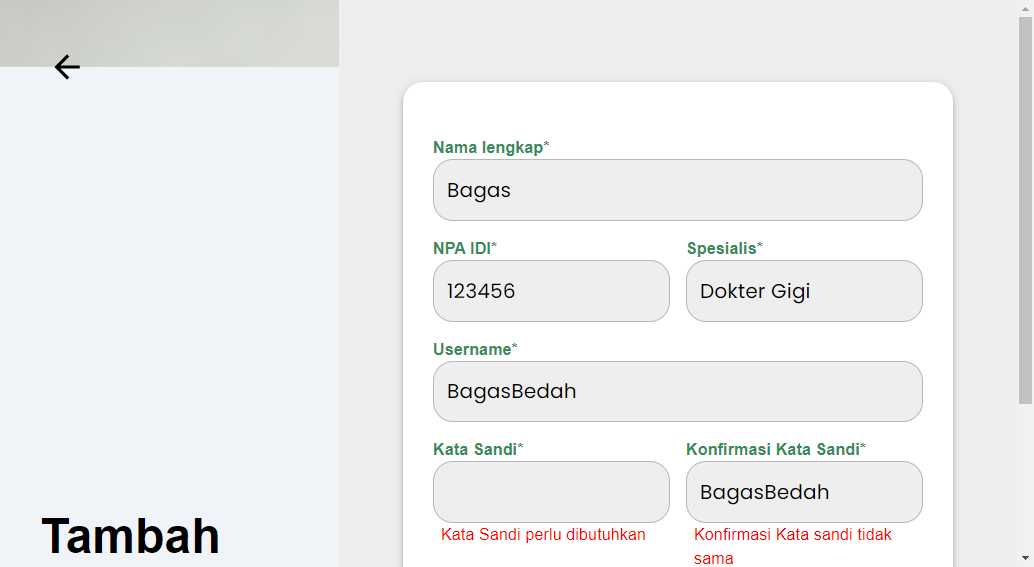 Nama lengkap*
Bagas
NPA IDI*
Spesialis*
123456
Dokter Gigi
Username*
BagasBedah
Kata Sandi*
Konfirmasi Kata Sandi*
BagasBedah
Kata Sandi perlu dibutuhkan
Konfirmasi Kata sandi tidak
sama
Tambah